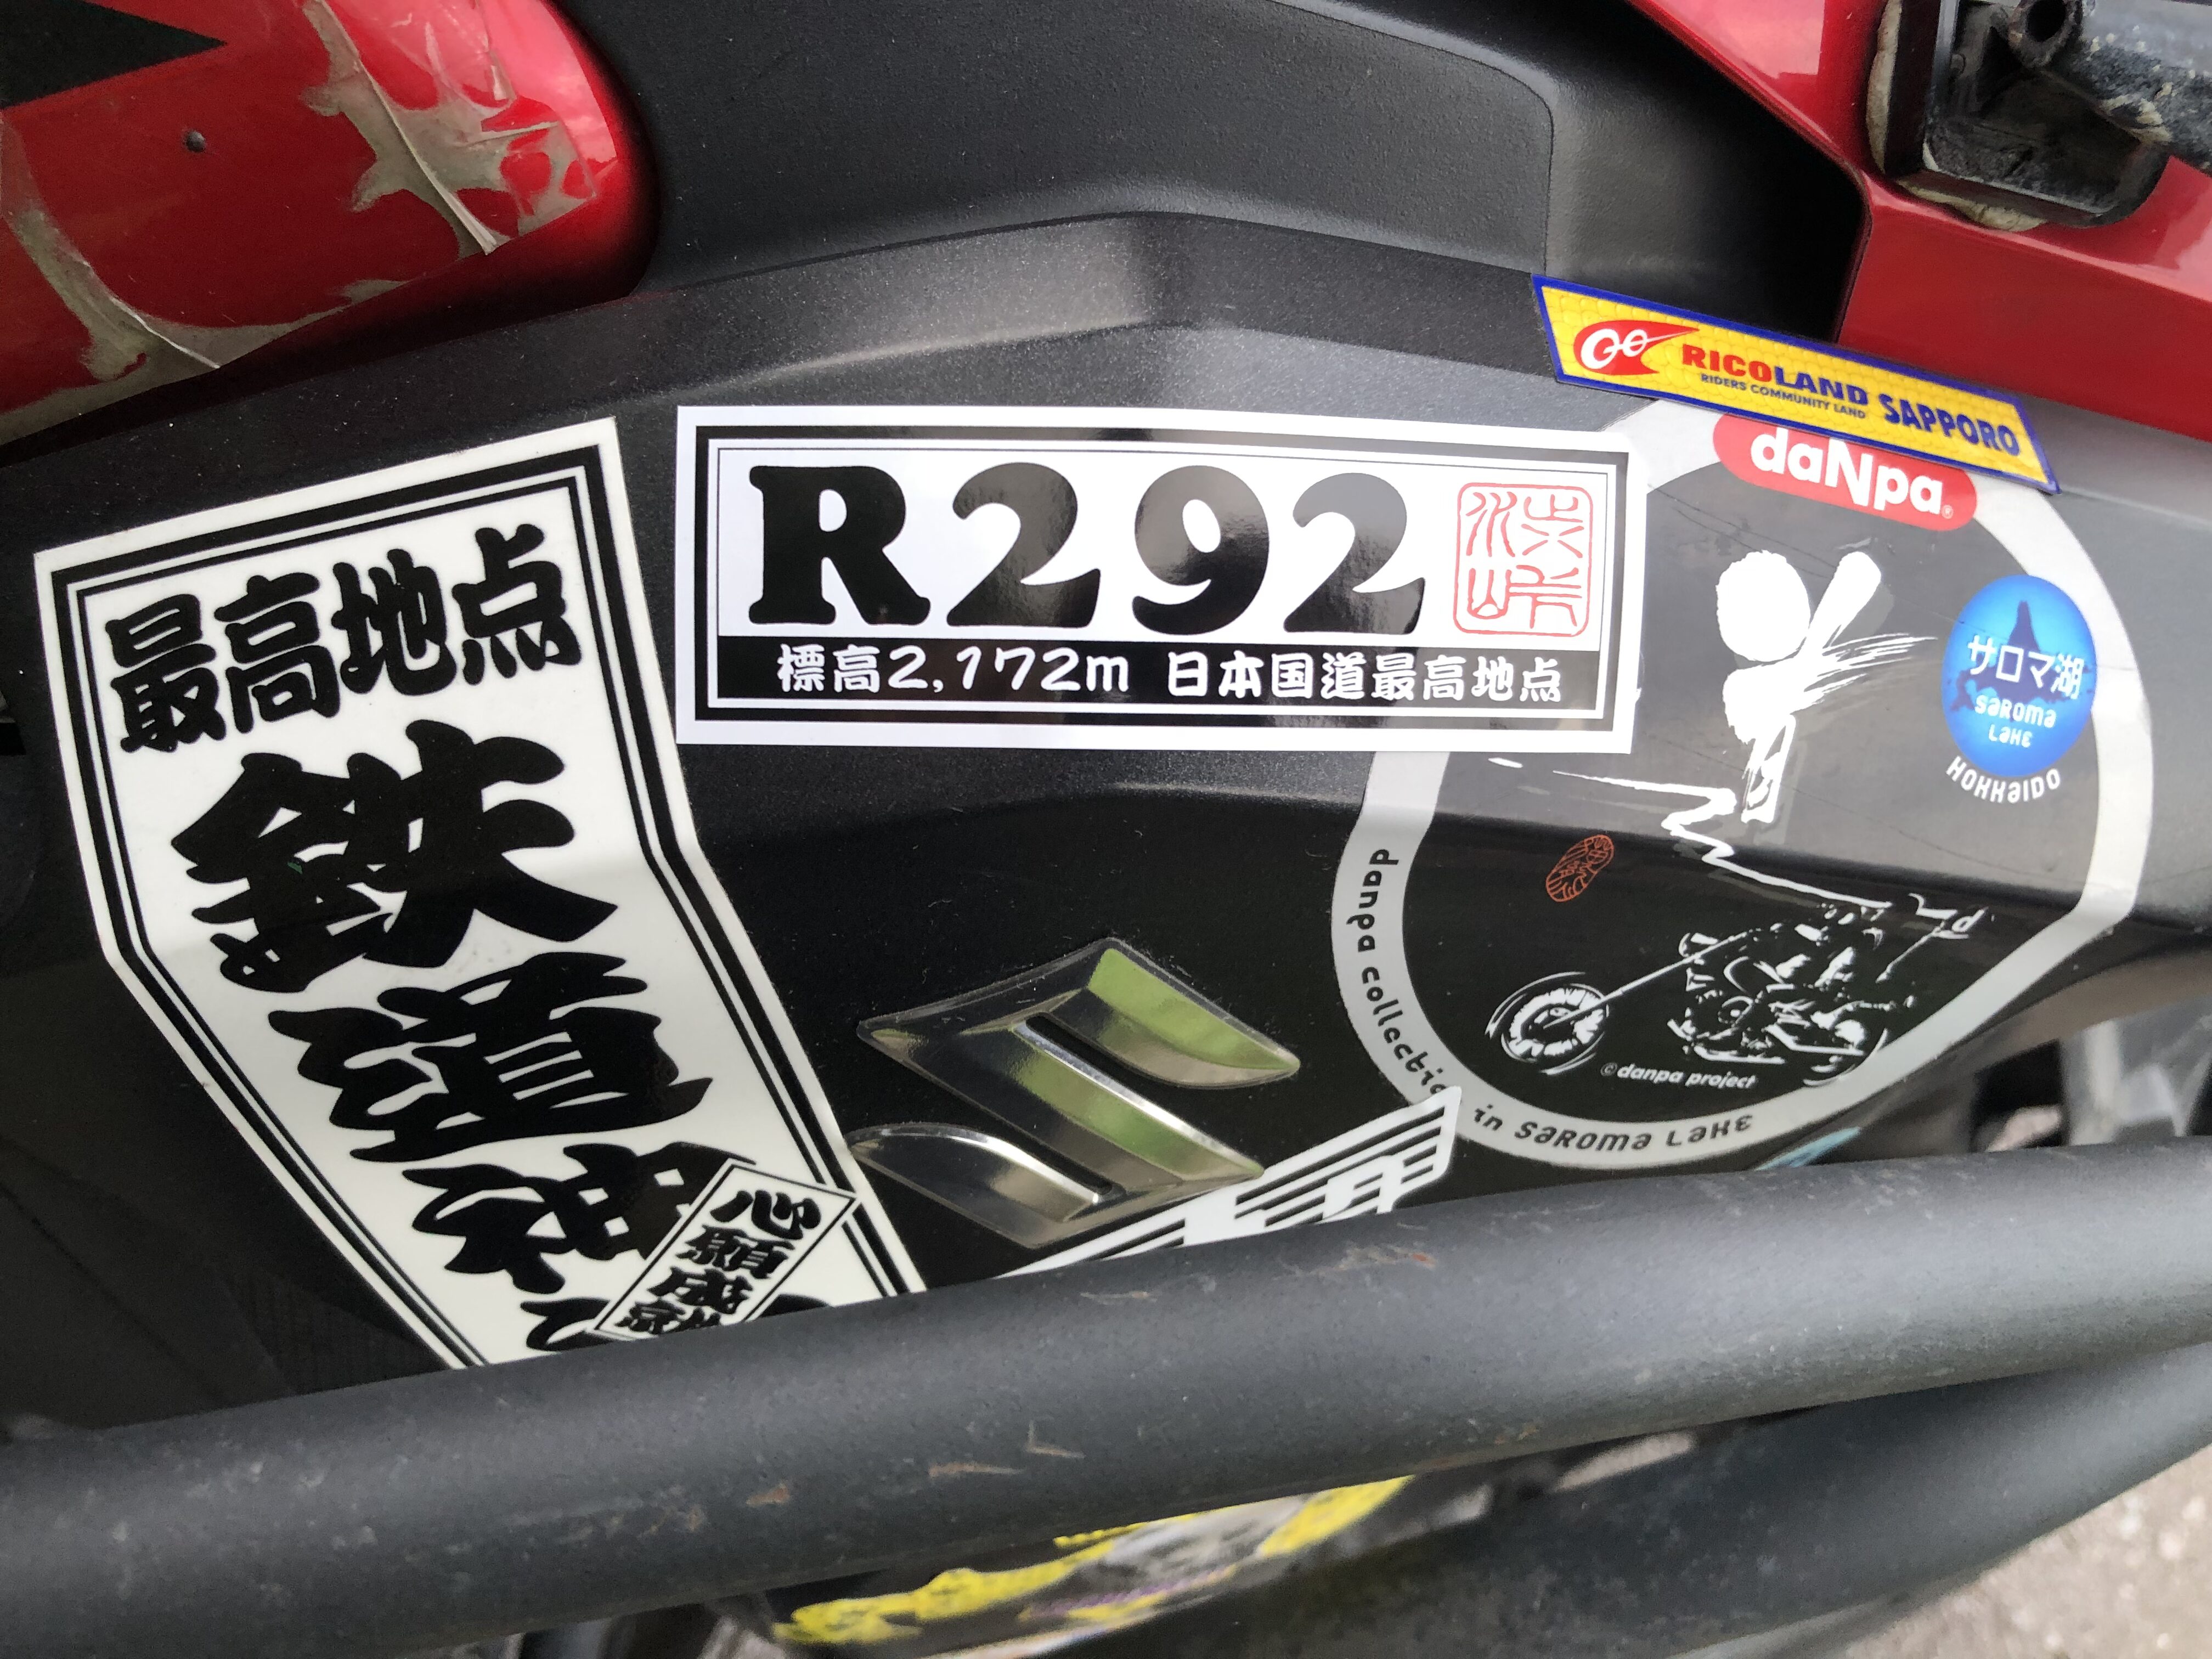 最高地点
鉄
道
神
心願成就
R292
渋峠
標高2,172m 日本国道最高地点
RICOLAND SAPPORO
RIDERS COMMUNITY LAND
daNpa
サロマ湖
SaROma
LaKE
HOKKaIDO
danpa collection in SaROma LaKE
©danpa project